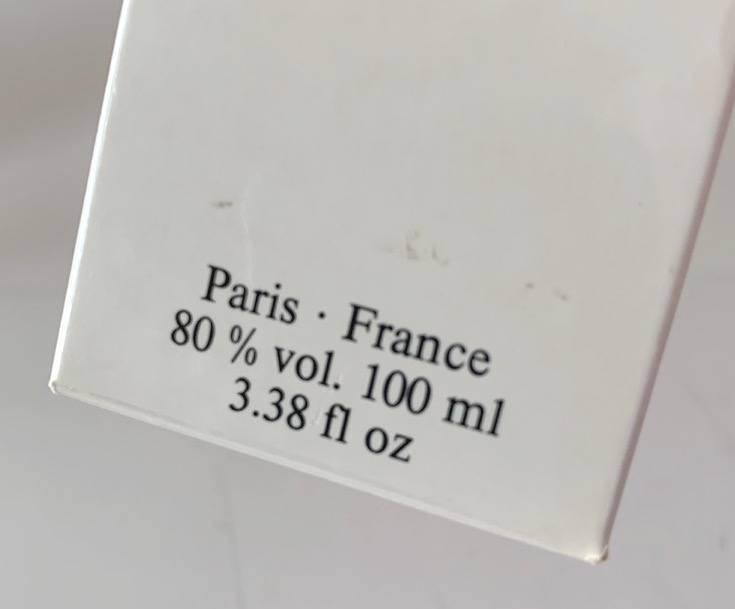 Paris · France
80 % vol. 100 ml
3.38 fl oz